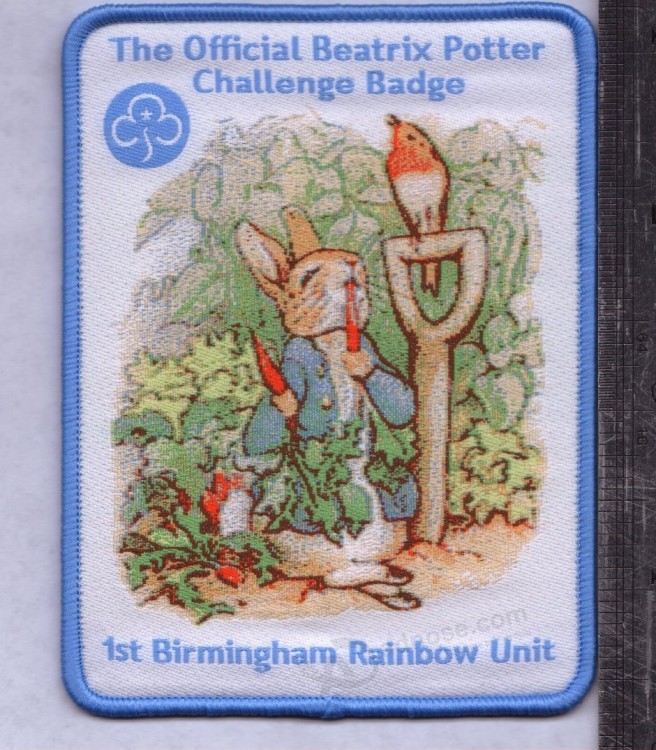 The Official Beatrix Potter
Challenge Badge
1st Birmingham Rainbow Unit